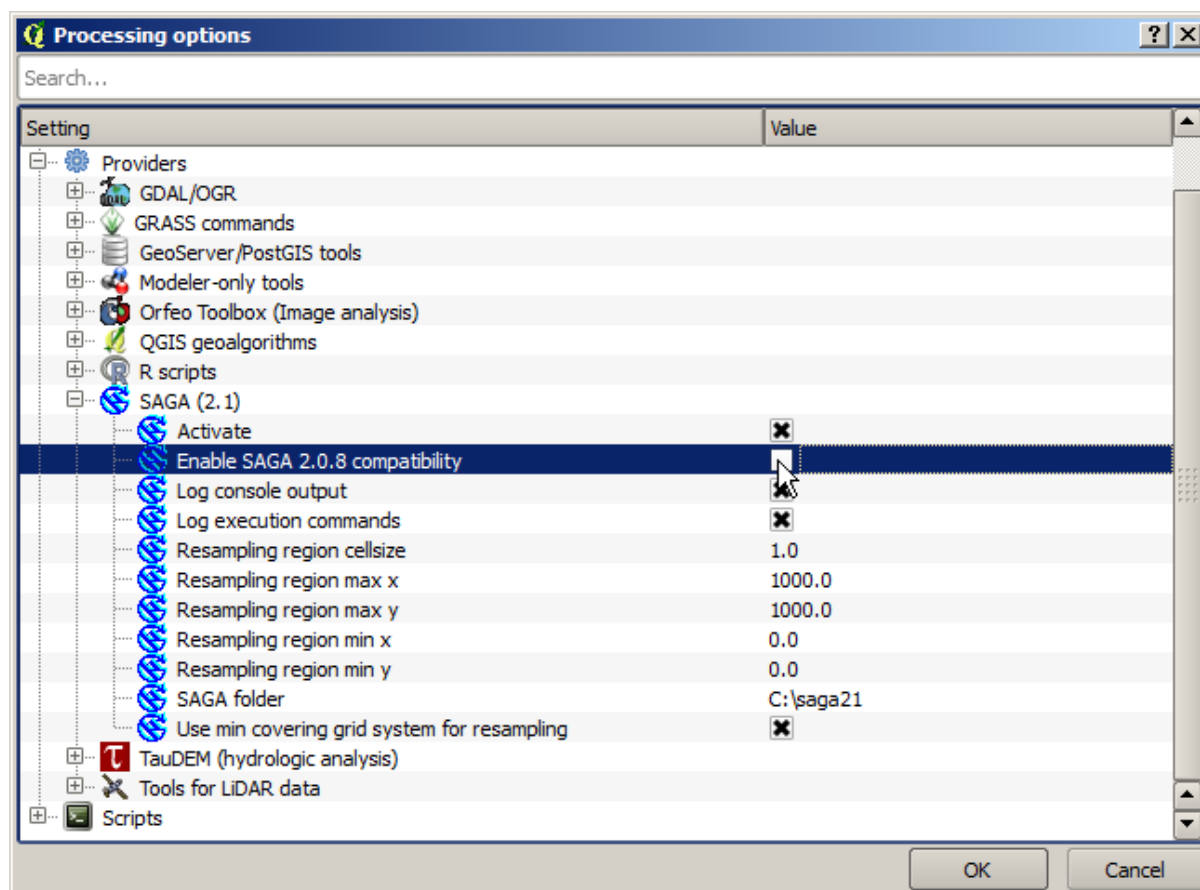 Processing options
Search...
Setting Value
Providers
GDAL/OGR
GRASS commands
GeoServer/PostGIS tools
Modeler-only tools
Orfeo Toolbox (Image analysis)
QGIS geoalgorithms
R scripts
SAGA (2.1)
Activate
Enable SAGA 2.0.8 compatibility
Log console output
Log execution commands
Resampling region cellsize 1.0
Resampling region max x 1000.0
Resampling region max y 1000.0
Resampling region min x 0.0
Resampling region min y 0.0
SAGA folder C:\saga21
Use min covering grid system for resampling
TauDEM (hydrologic analysis)
Tools for LiDAR data
Scripts
OK Cancel